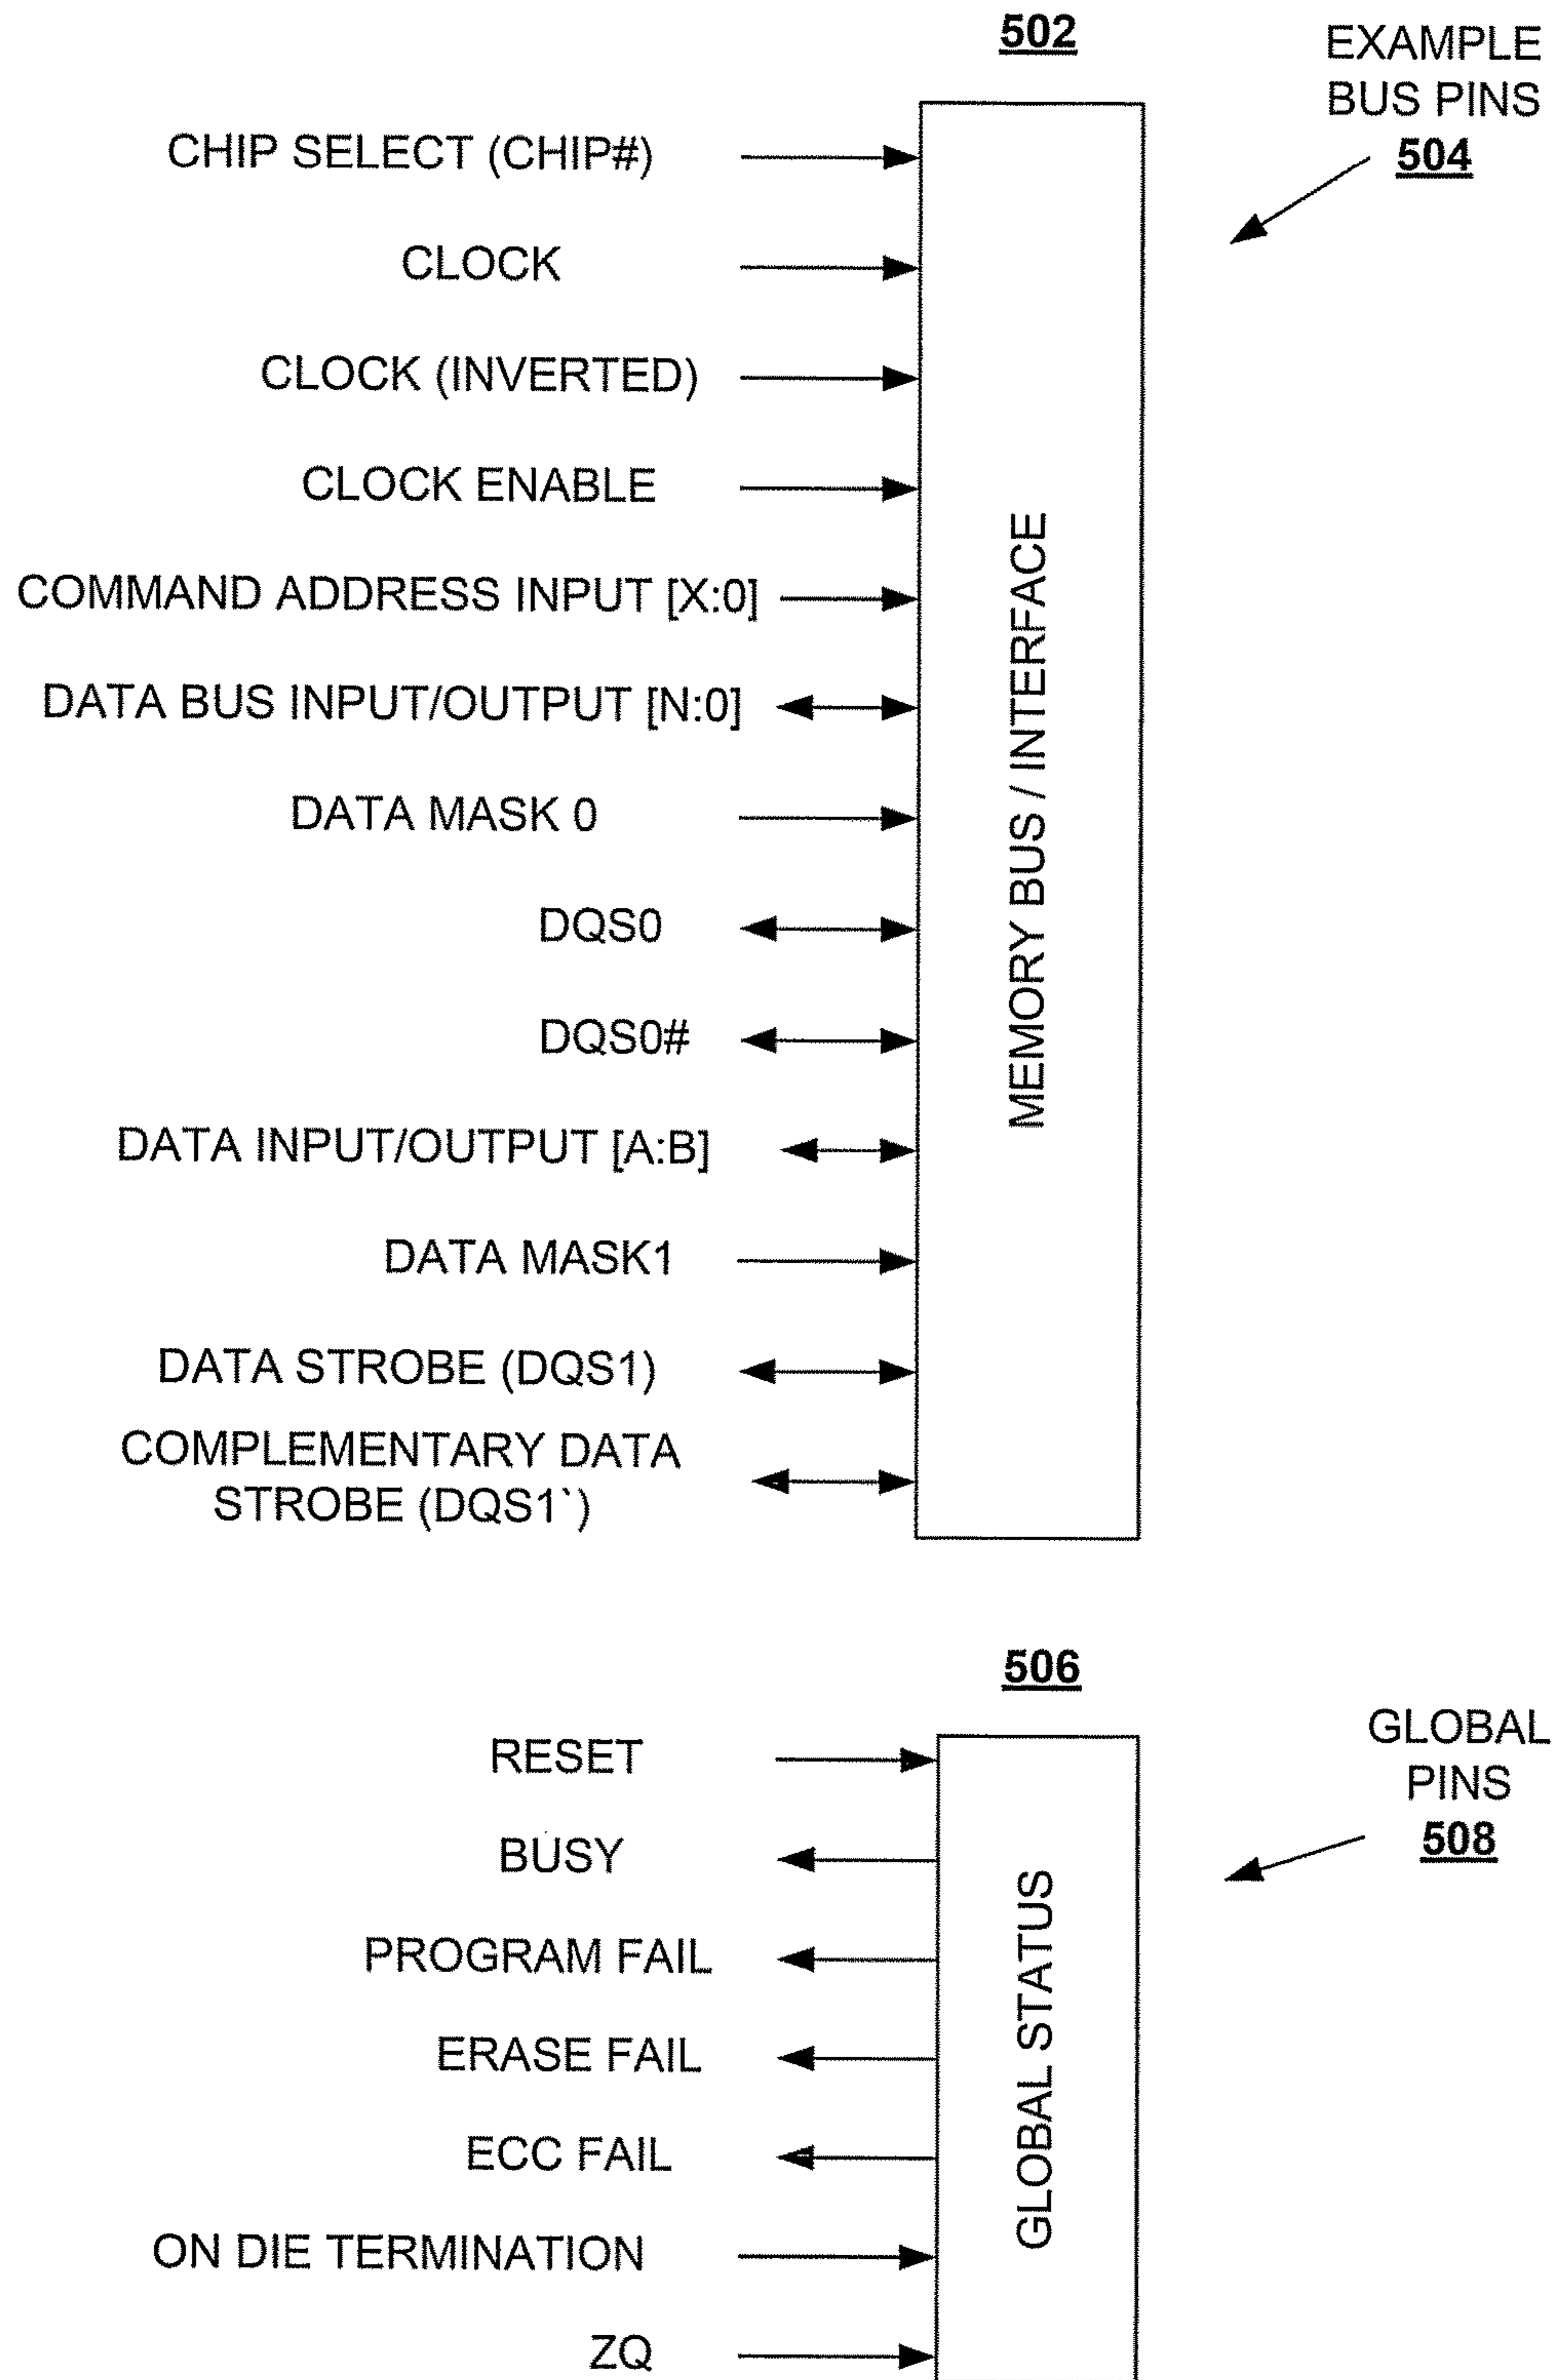 502
EXAMPLE
BUS PINS
504
CHIP SELECT (CHIP#)
CLOCK
CLOCK (INVERTED)
CLOCK ENABLE
COMMAND ADDRESS INPUT [X:0]
DATA BUS INPUT/OUTPUT [N:0]
DATA MASK 0
DQS0
DQS0#
DATA INPUT/OUTPUT [A:B]
DATA MASK1
DATA STROBE (DQS1)
COMPLEMENTARY DATA
STROBE (DQS1`)
MEMORY BUS / INTERFACE
506
GLOBAL
PINS
508
RESET
BUSY
PROGRAM FAIL
ERASE FAIL
ECC FAIL
ON DIE TERMINATION
ZQ
GLOBAL STATUS